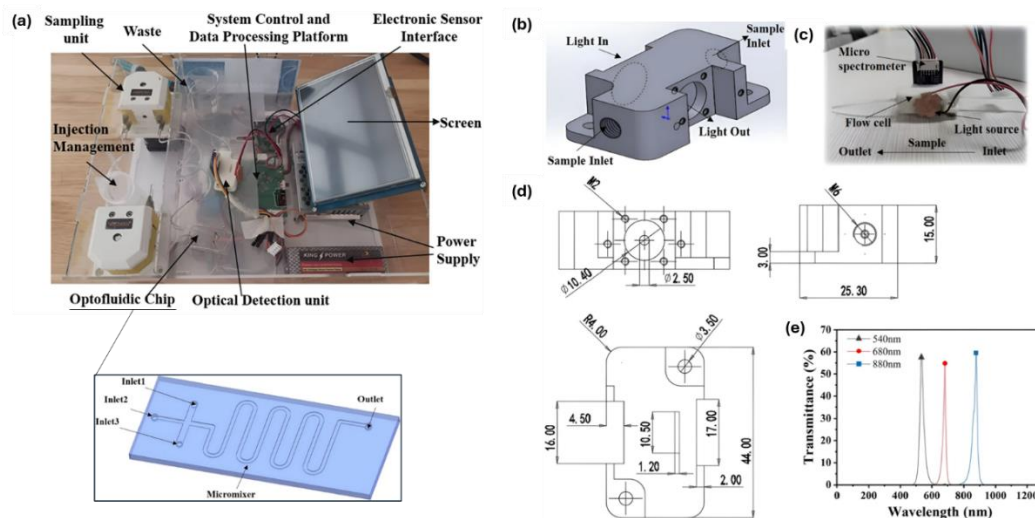 (a)
Sampling
unit
Waste
System Control and
Data Processing Platform
Electronic Sensor
Interface
Screen
Injection
Management
Power
Supply
KING POWER
Optofluidic Chip
Optical Detection unit
Inlet1
Inlet2
Inlet3
Outlet
Micromixer
(b)
Light In
Sample
Inlet
Light Out
Sample Inlet
(c)
Micro
spectrometer
Flow cell
Light source
Sample
Outlet
Inlet
(d)
W2
Ø10.40
Ø2.50
W6
15.00
3.00
25.30
R4.00
Ø3.50
16.00
4.50
10.50
17.00
44.00
1.20
2.00
(e)
Transmittance (%)
70
60
50
40
30
20
10
0
540nm
680nm
880nm
0 200 400 600 800 1000 1200
Wavelength (nm)